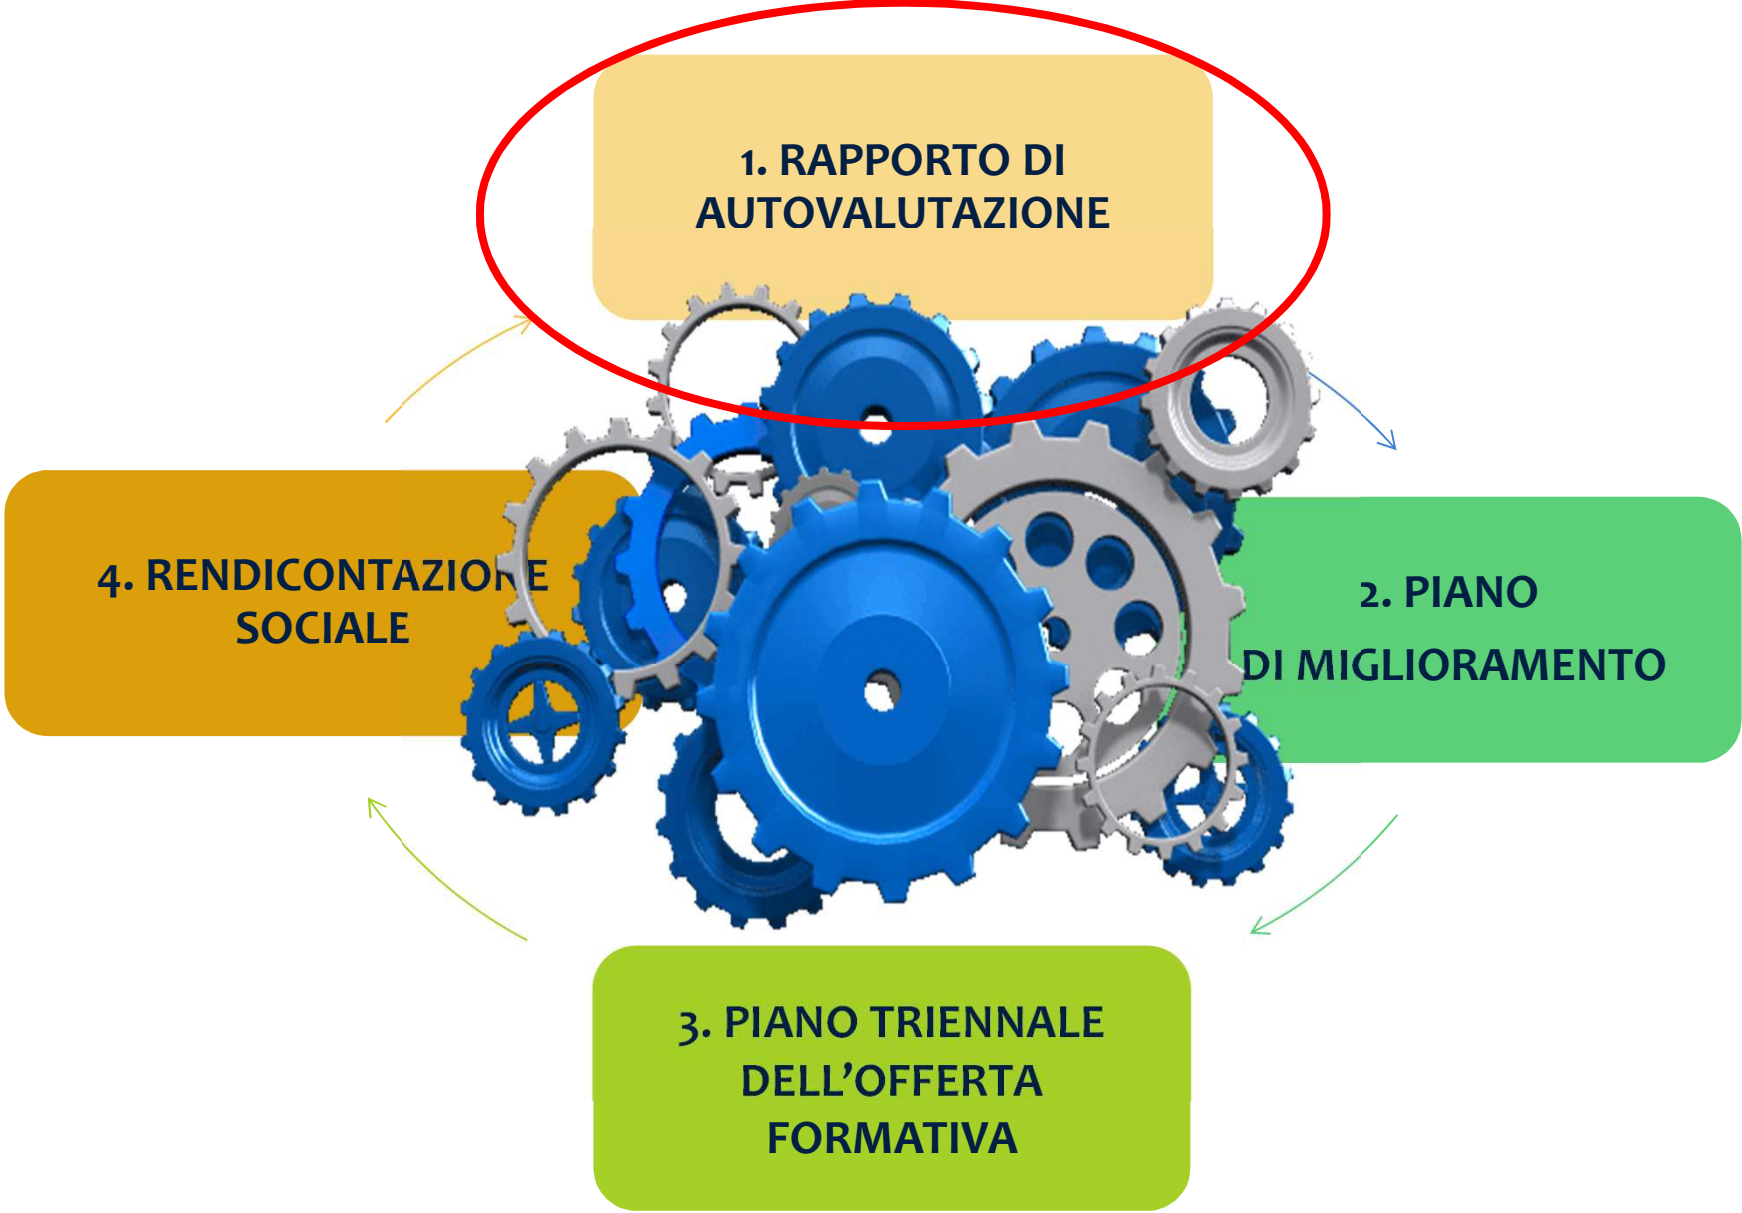 1. RAPPORTO DI
AUTOVALUTAZIONE
2. PIANO
DI MIGLIORAMENTO
3. PIANO TRIENNALE
DELL’OFFERTA
FORMATIVA
4. RENDICONTAZIONE
SOCIALE